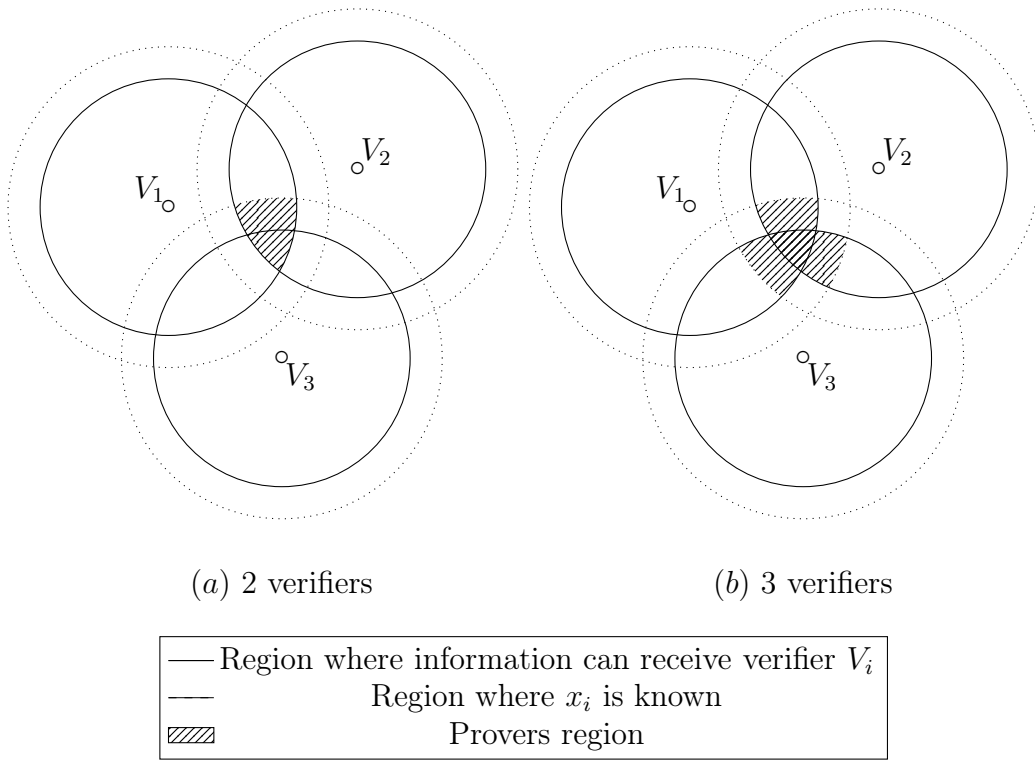 V₂
V₁
V₃
V₂
V₁
V₃
(a) 2 verifiers
(b) 3 verifiers
Region where information can receive verifier Vᵢ
Region where xᵢ is known
Provers region